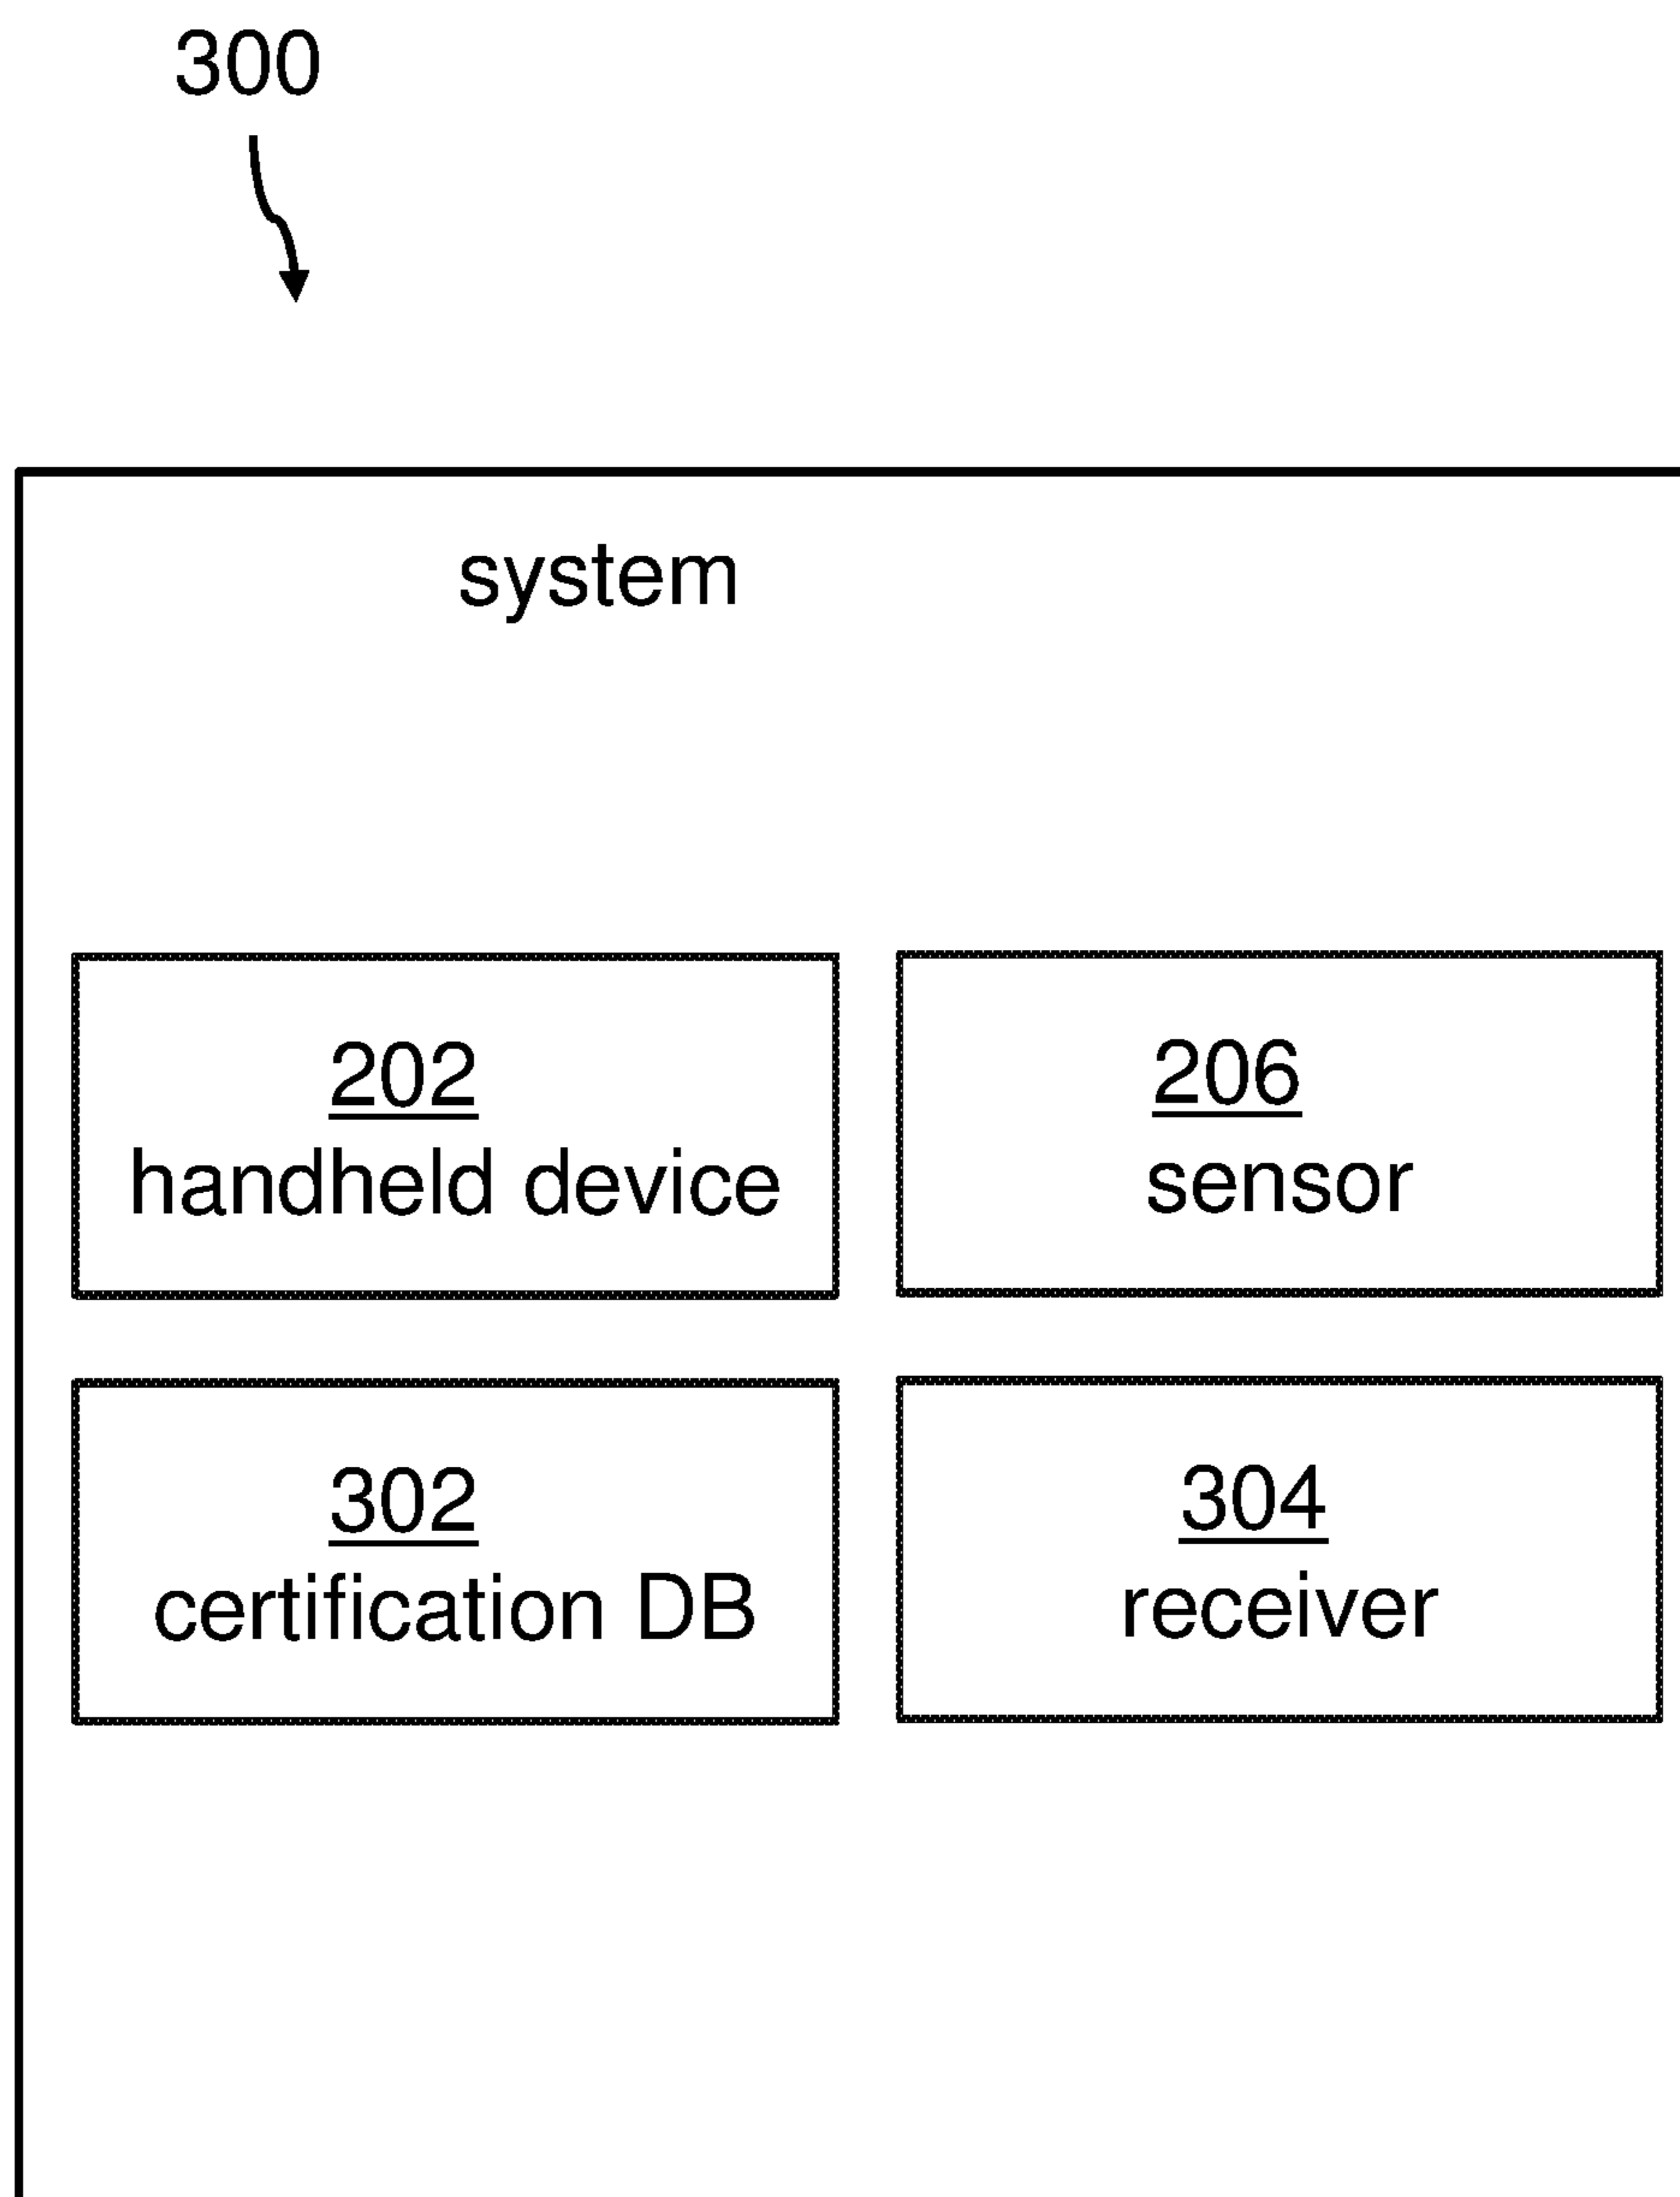 300
system
202
handheld device
206
sensor
302
certification DB
304
receiver